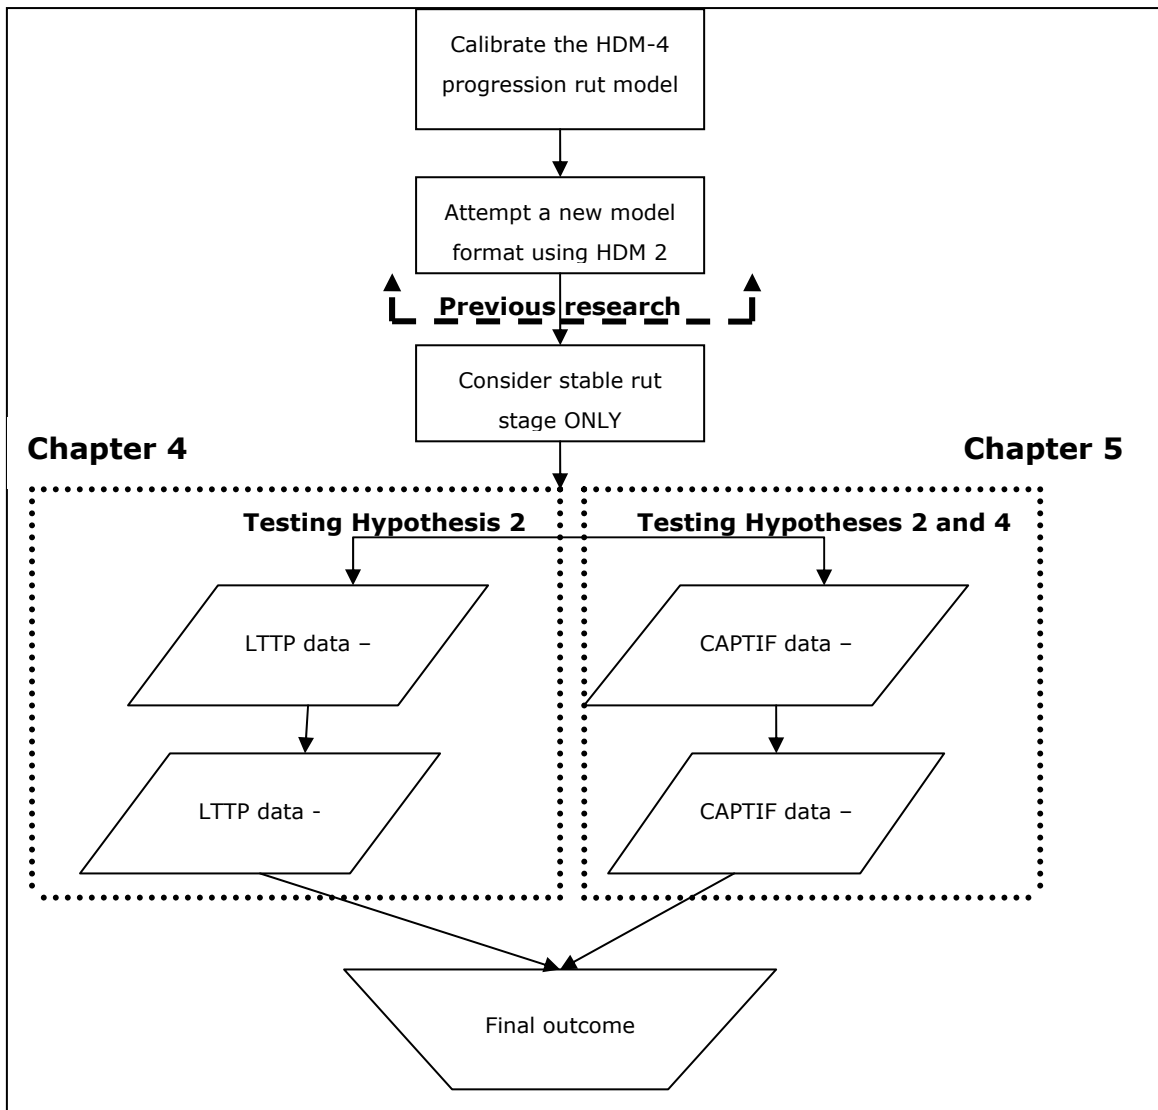 Calibrate the HDM-4
progression rut model
Attempt a new model
format using HDM 2
Previous research
Consider stable rut
stage ONLY
Chapter 4
Chapter 5
Testing Hypothesis 2
Testing Hypotheses 2 and 4
LTTP data –
CAPTIF data –
LTTP data -
CAPTIF data –
Final outcome